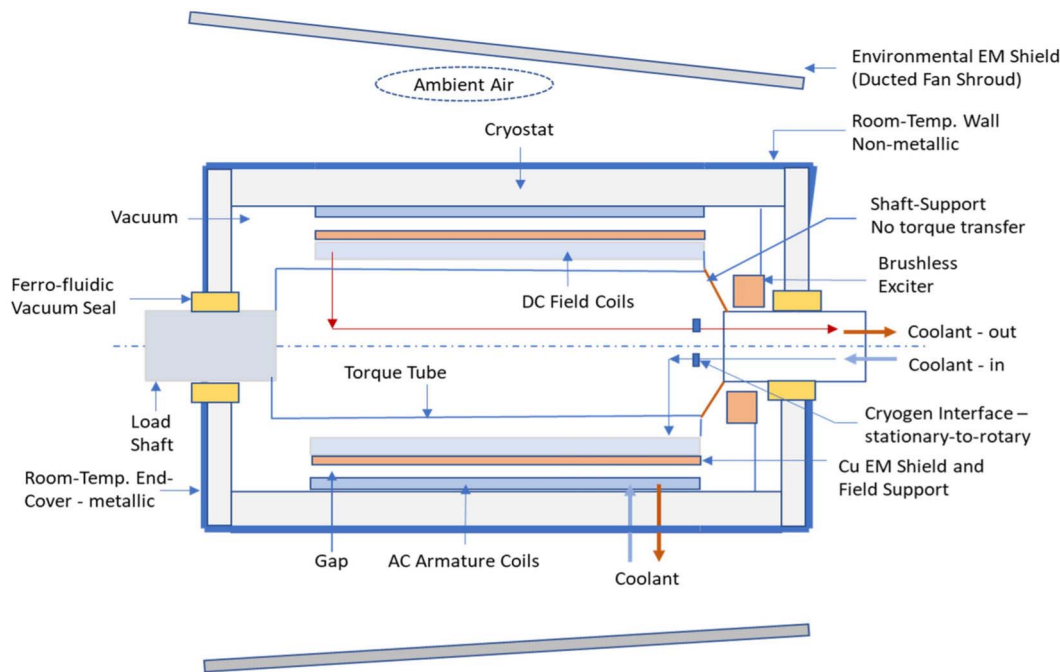 Environmental EM Shield
(Ducted Fan Shroud)
Ambient Air
Cryostat
Room-Temp. Wall
Non-metallic
Vacuum
Shaft-Support
No torque transfer
Ferro-fluidic
Vacuum Seal
DC Field Coils
Brushless
Exciter
Coolant - out
Coolant - in
Torque Tube
Load
Shaft
Cryogen Interface –
stationary-to-rotary
Room-Temp. End-
Cover - metallic
Cu EM Shield and
Field Support
Gap
AC Armature Coils
Coolant